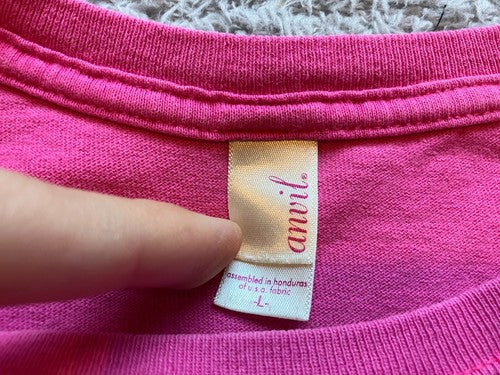 anvil®
assembled in honduras
of u.s.a. fabric
-L-